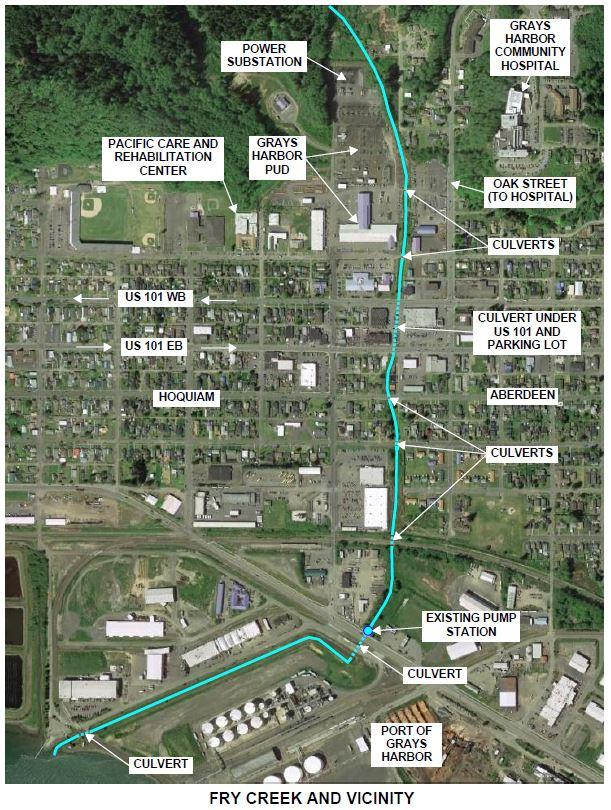 GRAYS
HARBOR
COMMUNITY
HOSPITAL
POWER
SUBSTATION
PACIFIC CARE AND
REHABILITATION
CENTER
GRAYS
HARBOR
PUD
OAK STREET
(TO HOSPITAL)
CULVERTS
US 101 WB
CULVERT UNDER
US 101 AND
PARKING LOT
US 101 EB
HOQUIAM
ABERDEEN
CULVERTS
EXISTING PUMP
STATION
CULVERT
PORT OF
GRAYS
HARBOR
CULVERT
FRY CREEK AND VICINITY